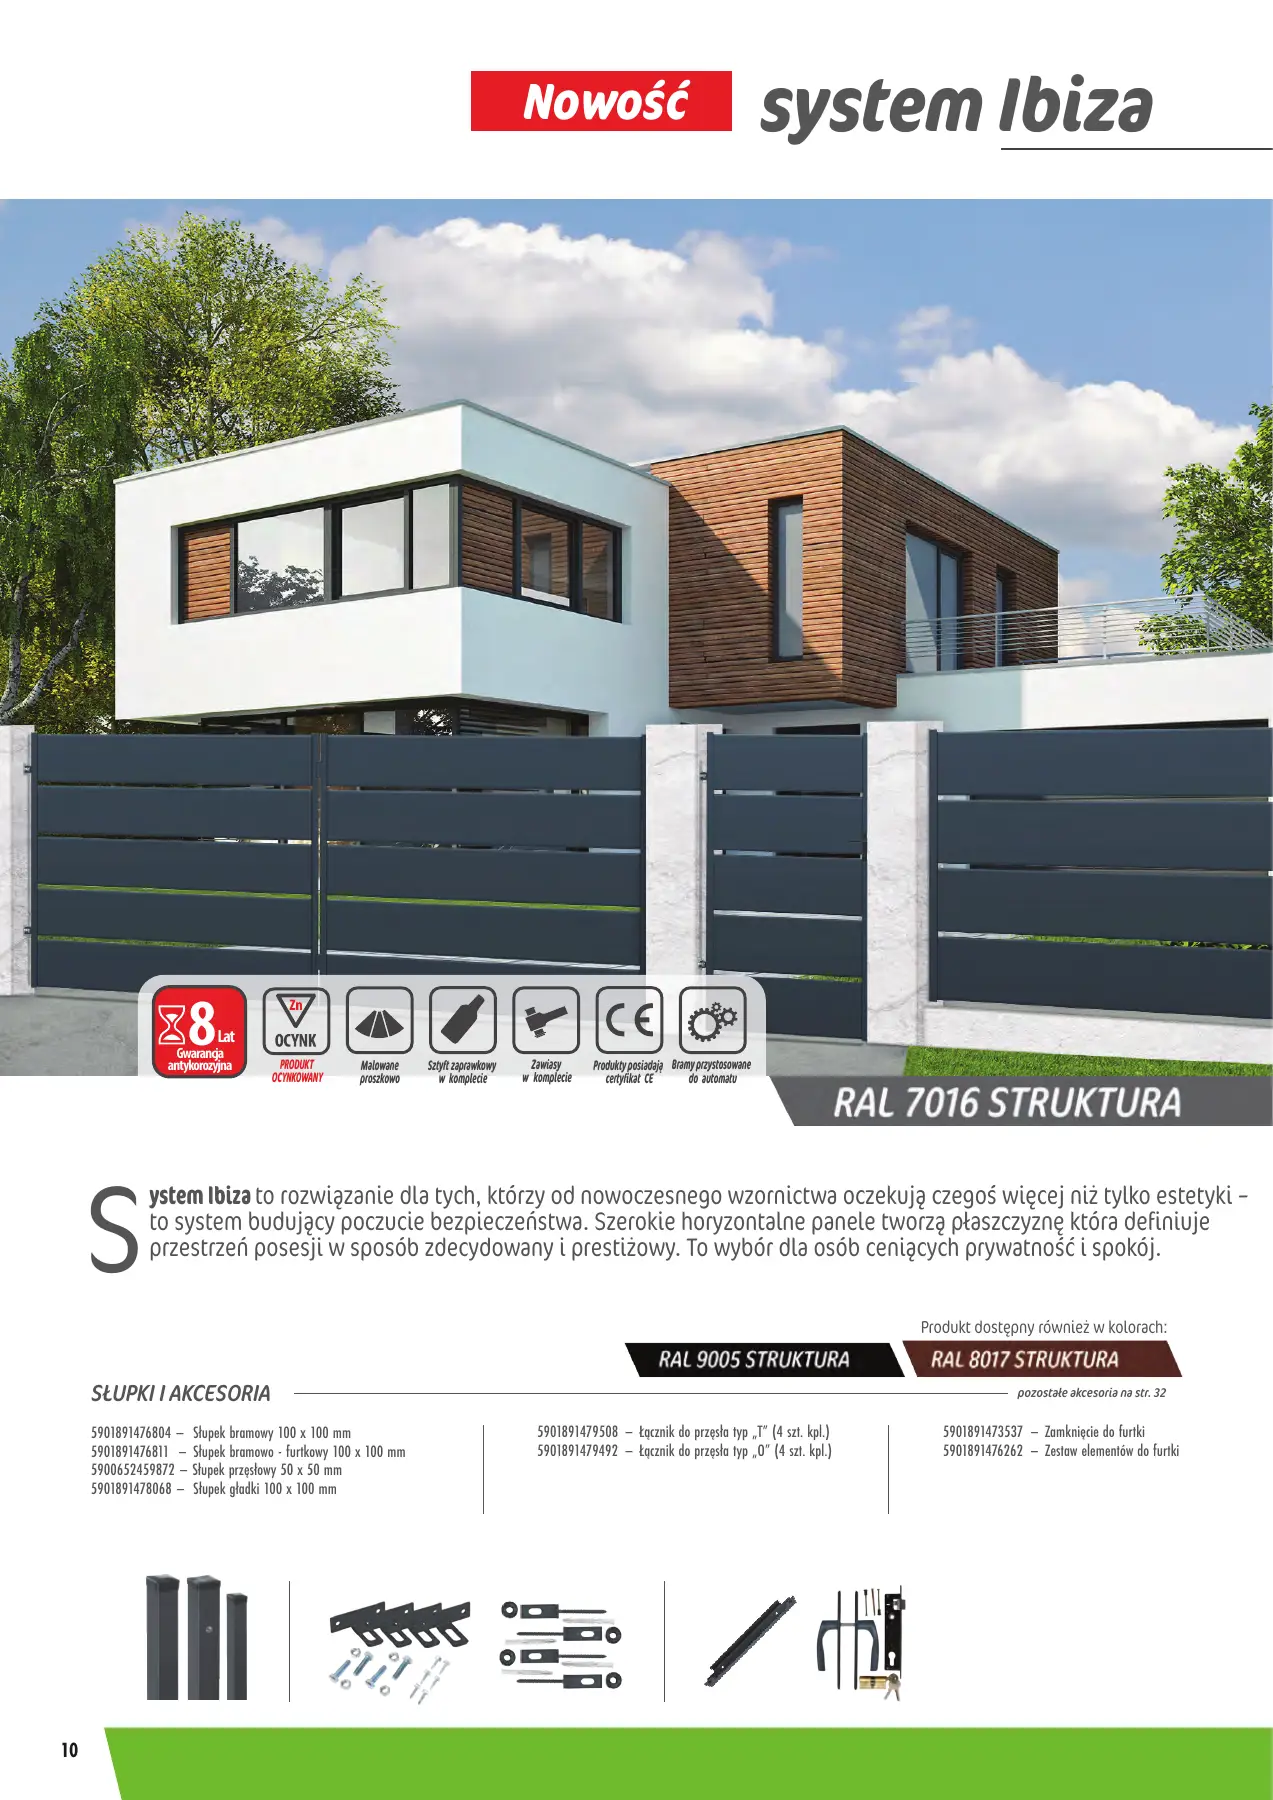 Nowość
system Ibiza
8 Lat
Gwarancja
antykorozyjna
Zn
OCYNK
PRODUKT
OCYNKOWANY
Malowane
proszkowo
Sztyft zaprawkowy
w komplecie
Zawiasy
w komplecie
CE
Produkty posiadają
certyfikat CE
Bramy przystosowane
do automatu
RAL 7016 STRUKTURA
System Ibiza to rozwiązanie dla tych, którzy od nowoczesnego wzornictwa oczekują czegoś więcej niż tylko estetyki –
to system budujący poczucie bezpieczeństwa. Szerokie horyzontalne panele tworzą płaszczyznę która definiuje
przestrzeń posesji w sposób zdecydowany i prestiżowy. To wybór dla osób ceniących prywatność i spokój.
Produkt dostępny również w kolorach:
RAL 9005 STRUKTURA
RAL 8017 STRUKTURA
SŁUPKI I AKCESORIA
pozostałe akcesoria na str. 32
5901891476804 – Słupek bramowy 100 x 100 mm
5901891476811 – Słupek bramowo - furtkowy 100 x 100 mm
5900652459872 – Słupek przęsłowy 50 x 50 mm
5901891478068 – Słupek gładki 100 x 100 mm
5901891479508 – Łącznik do przęsła typ „T” (4 szt. kpl.)
5901891479492 – Łącznik do przęsła typ „O” (4 szt. kpl.)
5901891473537 – Zamknięcie do furtki
5901891476262 – Zestaw elementów do furtki
10